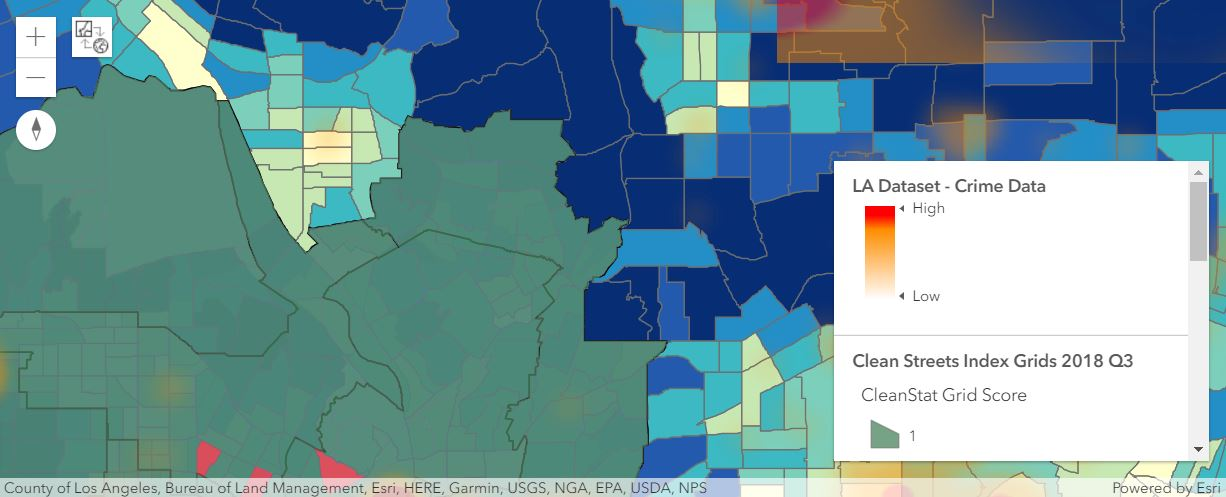 LA Dataset - Crime Data
High
Low
Clean Streets Index Grids 2018 Q3
CleanStat Grid Score
1
County of Los Angeles, Bureau of Land Management, Esri, HERE, Garmin, USGS, NGA, EPA, USDA, NPS
Powered by Esri